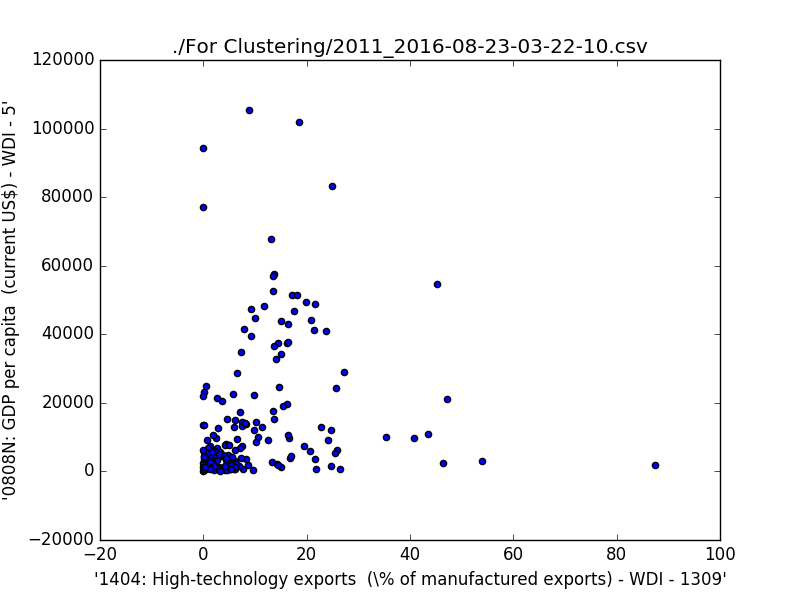 ./For Clustering/2011_2016-08-23-03-22-10.csv
120000
100000
80000
60000
40000
20000
0
−20000
'0808N: GDP per capita  (current US$) - WDI - 5'
−20 0 20 40 60 80 100
'1404: High-technology exports  (\% of manufactured exports) - WDI - 1309'